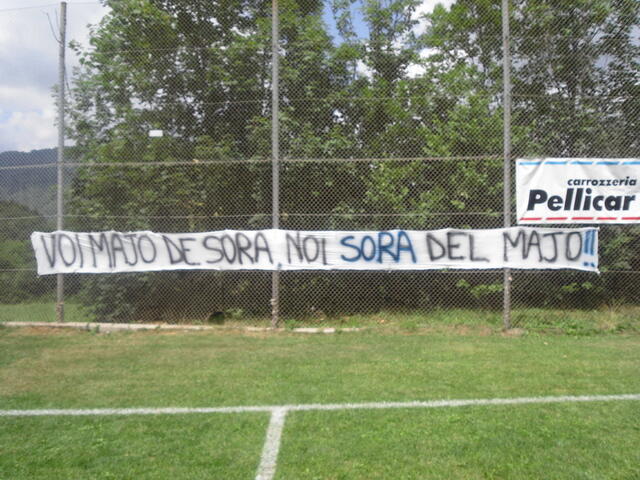 VOI MAJO DE SORA, NOI SORA DEL MAJO!!
carrozzeria
Pellicar